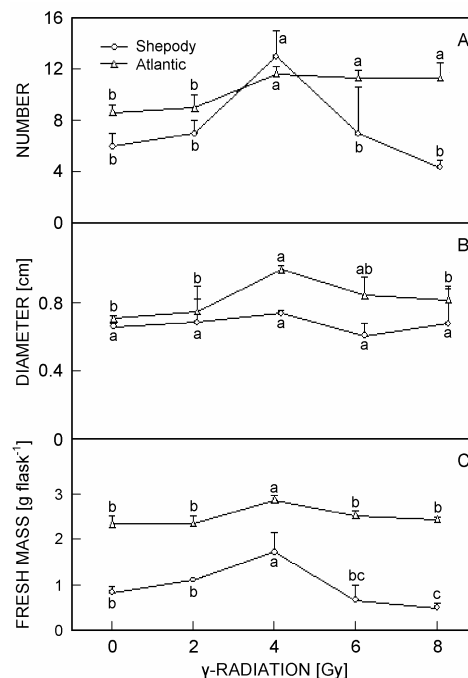 16
A
Shepody
Atlantic
a
a
a
12
b
b
a
NUMBER
8
b
b
b
b
4
0
B
a
ab
b
b
b
0.8
a
a
a
a
a
DIAMETER [cm]
0.4
0
C
3
a
b
b
b
b
2
a
bc
1
b
b
c
FRESH MASS [g flask-1]
0
0 2 4 6 8
γ-RADIATION [Gy]